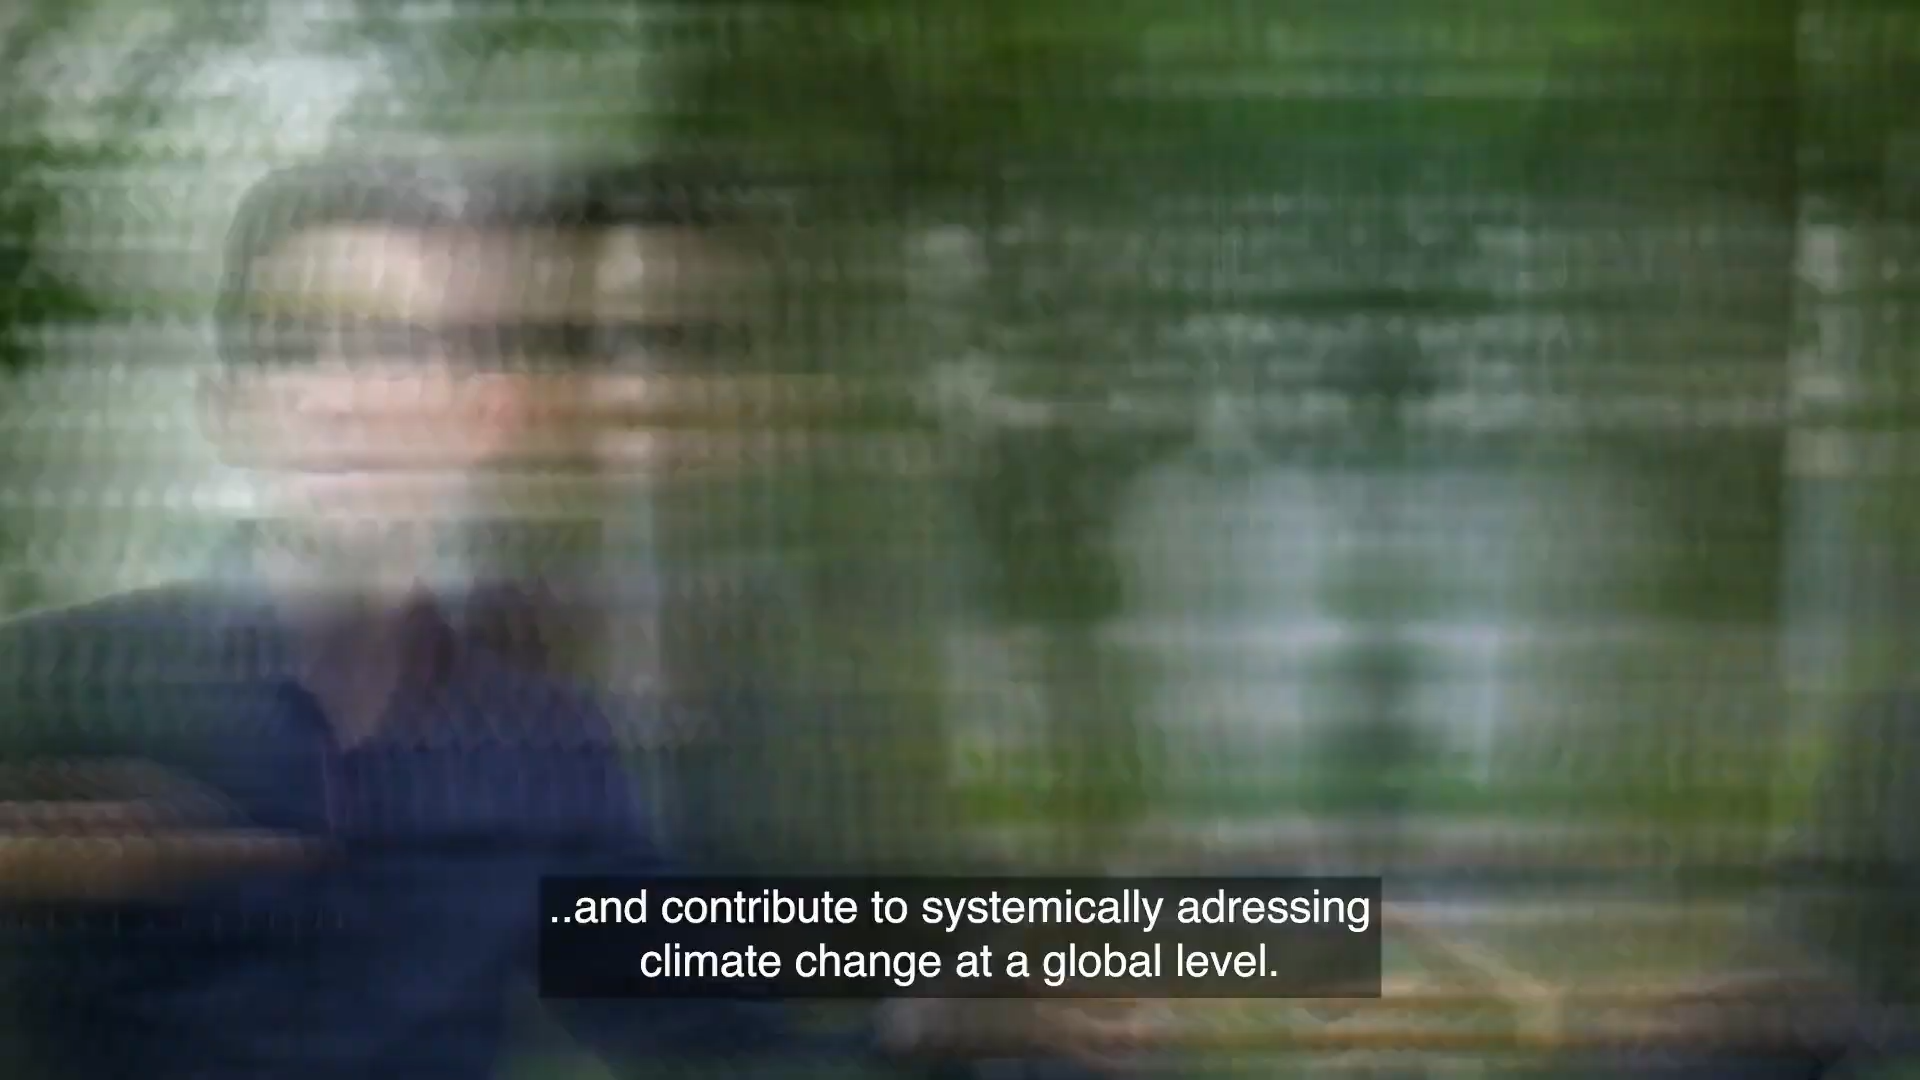 ..and contribute to systemically adressing
climate change at a global level.